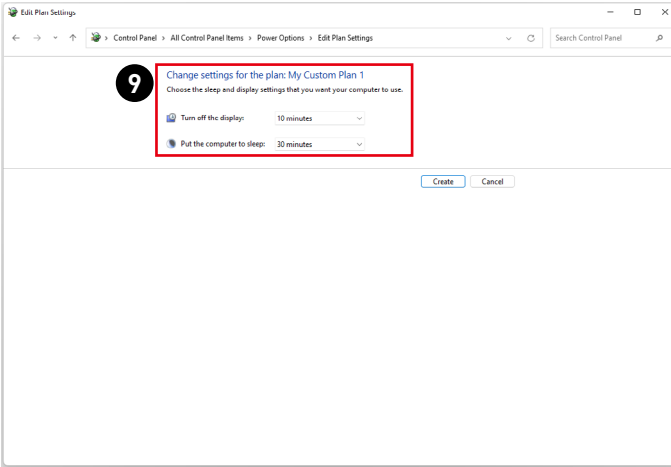 Edit Plan Settings
Control Panel > All Control Panel Items > Power Options > Edit Plan Settings
Search Control Panel
9
Change settings for the plan: My Custom Plan 1
Choose the sleep and display settings that you want your computer to use.
Turn off the display: 10 minutes
Put the computer to sleep: 30 minutes
Create Cancel